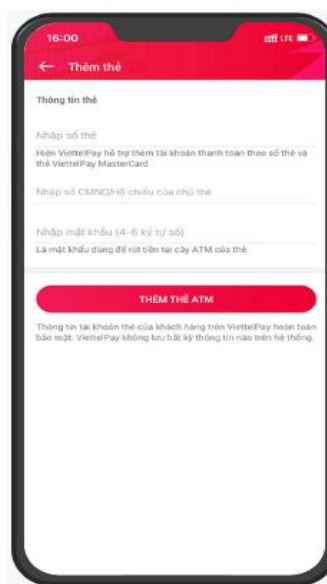 16:00
LTE
Thêm thẻ
Thông tin thẻ
Nhập số thẻ
Hiện ViettelPay hỗ trợ thêm tài khoản thanh toán theo số thẻ và
thẻ ViettelPay MasterCard
Nhập số CMND/Hộ chiếu của chủ thẻ
Nhập mật khẩu (4-6 ký tự số)
Là mật khẩu dùng để rút tiền tại cây ATM của thẻ
THÊM THẺ ATM
Thông tin tài khoản thẻ của khách hàng trên ViettelPay hoàn toàn
bảo mật. ViettelPay không lưu bất kỳ thông tin nào trên hệ thống.